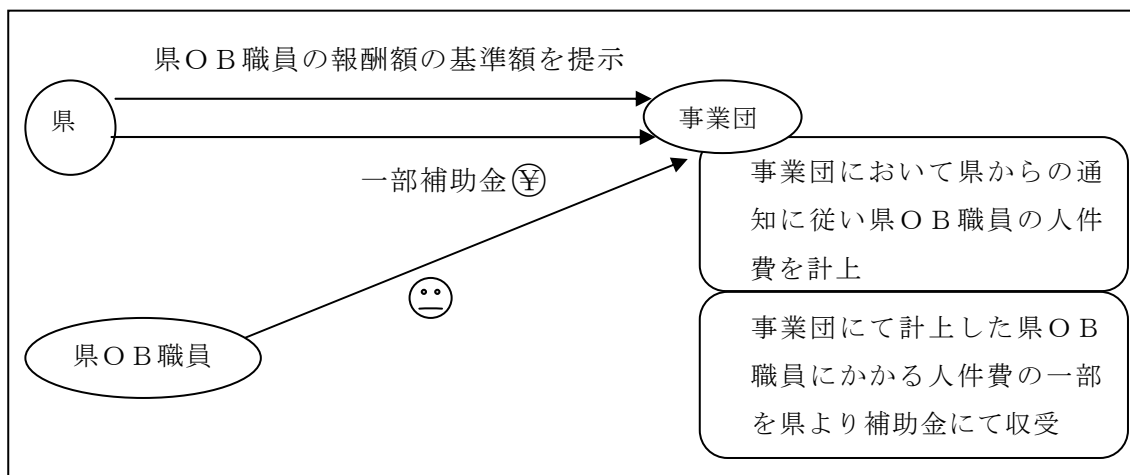 県ＯＢ職員の報酬額の基準額を提示
県
事業団
一部補助金¥
事業団において県からの通
知に従い県ＯＢ職員の人件
費を計上
県ＯＢ職員
事業団にて計上した県ＯＢ
職員にかかる人件費の一部
を県より補助金にて収受